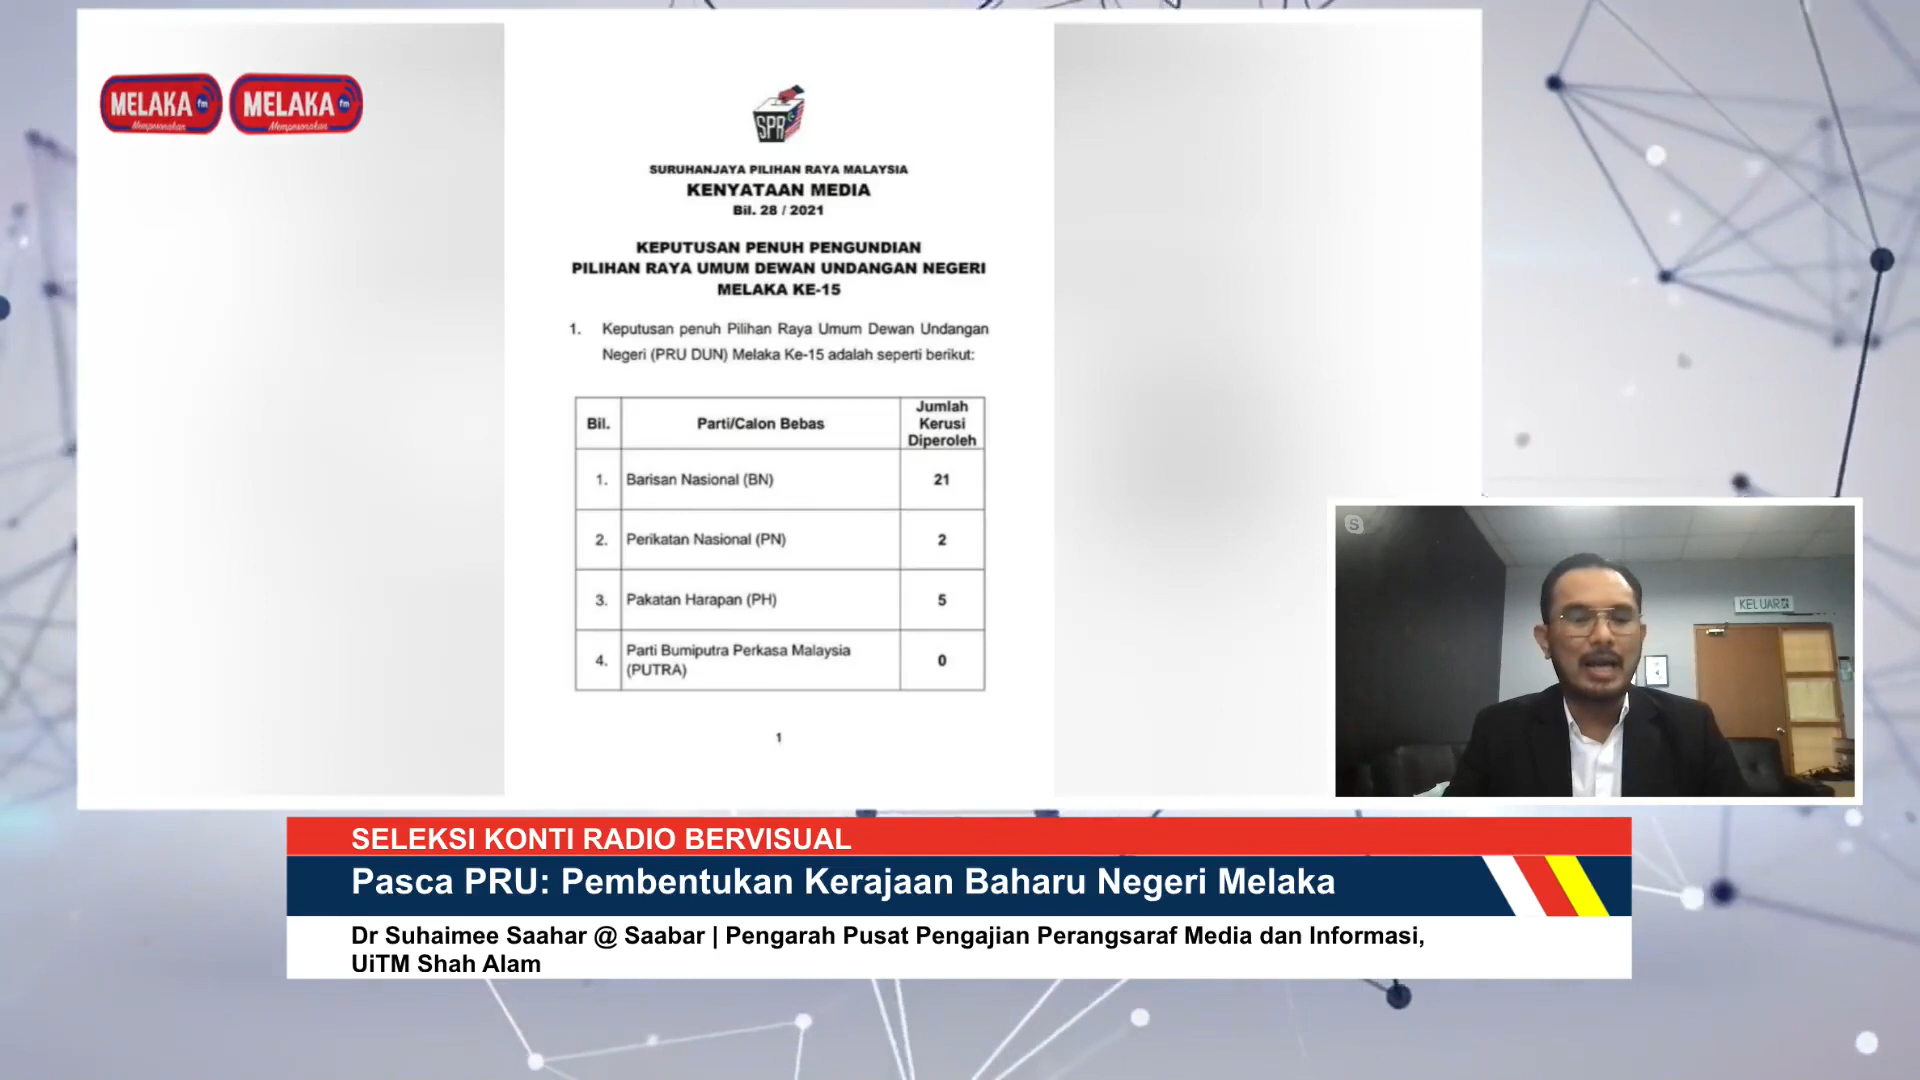 MELAKA fm
Mempesonakan
MELAKA fm
Mempesonakan
SPR
SURUHANJAYA PILIHAN RAYA MALAYSIA
KENYATAAN MEDIA
Bil. 28 / 2021
KEPUTUSAN PENUH PENGUNDIAN
PILIHAN RAYA UMUM DEWAN UNDANGAN NEGERI
MELAKA KE-15
1. Keputusan penuh Pilihan Raya Umum Dewan Undangan
Negeri (PRU DUN) Melaka Ke-15 adalah seperti berikut:
Bil. Parti/Calon Bebas Jumlah
Kerusi
Diperoleh
1. Barisan Nasional (BN) 21
2. Perikatan Nasional (PN) 2
3. Pakatan Harapan (PH) 5
4. Parti Bumiputra Perkasa Malaysia
(PUTRA) 0
1
S
KELUAR
SELEKSI KONTI RADIO BERVISUAL
Pasca PRU: Pembentukan Kerajaan Baharu Negeri Melaka
Dr Suhaimee Saahar @ Saabar | Pengarah Pusat Pengajian Perangsaraf Media dan Informasi,
UiTM Shah Alam